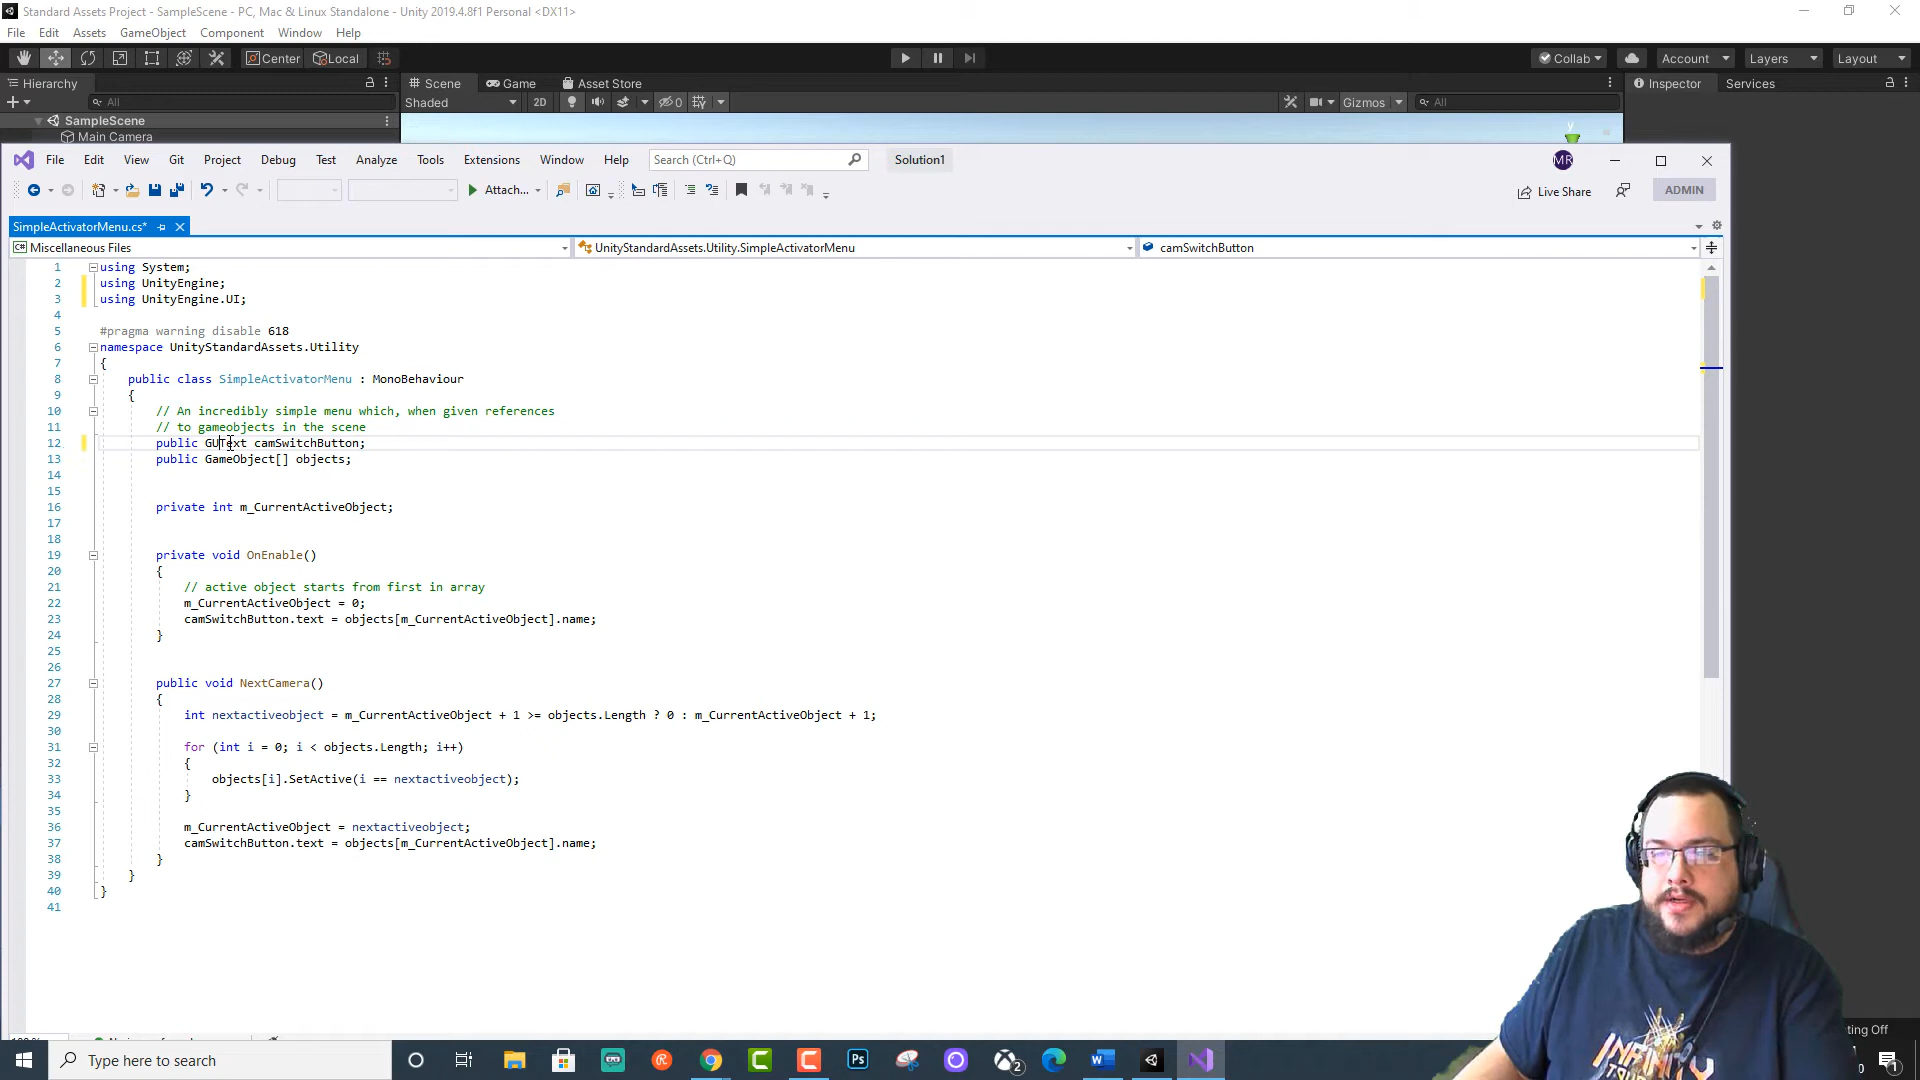 Standard Assets Project - SampleScene - PC, Mac & Linux Standalone - Unity 2019.4.8f1 Personal <DX11>
File Edit Assets GameObject Component Window Help
Center Local Collab Account Layers Layout
Hierarchy Scene Game Asset Store Inspector Services
All Shaded 2D 0 Gizmos All
SampleScene
Main Camera
y
File Edit View Git Project Debug Test Analyze Tools Extensions Window Help Search (Ctrl+Q) Solution1 MR
Attach... Live Share ADMIN
SimpleActivatorMenu.cs*
C# Miscellaneous Files UnityStandardAssets.Utility.SimpleActivatorMenu camSwitchButton
1 using System;
2 using UnityEngine;
3 using UnityEngine.UI;
4
5 #pragma warning disable 618
6 namespace UnityStandardAssets.Utility
7 {
8 public class SimpleActivatorMenu : MonoBehaviour
9 {
10 // An incredibly simple menu which, when given references
11 // to gameobjects in the scene
12 public GUText camSwitchButton;
13 public GameObject[] objects;
14
15
16 private int m_CurrentActiveObject;
17
18
19 private void OnEnable()
20 {
21 // active object starts from first in array
22 m_CurrentActiveObject = 0;
23 camSwitchButton.text = objects[m_CurrentActiveObject].name;
24 }
25
26
27 public void NextCamera()
28 {
29 int nextactiveobject = m_CurrentActiveObject + 1 >= objects.Length ? 0 : m_CurrentActiveObject + 1;
30
31 for (int i = 0; i < objects.Length; i++)
32 {
33 objects[i].SetActive(i == nextactiveobject);
34 }
35
36 m_CurrentActiveObject = nextactiveobject;
37 camSwitchButton.text = objects[m_CurrentActiveObject].name;
38 }
39 }
40 }
41
INFINITY
Off
Type here to search Ps 2 1